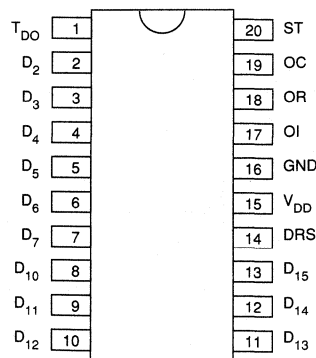 T_DO 1 20 ST
D_2 2 19 OC
D_3 3 18 OR
D_4 4 17 OI
D_5 5 16 GND
D_6 6 15 V_DD
D_7 7 14 DRS
D_10 8 13 D_15
D_11 9 12 D_14
D_12 10 11 D_13